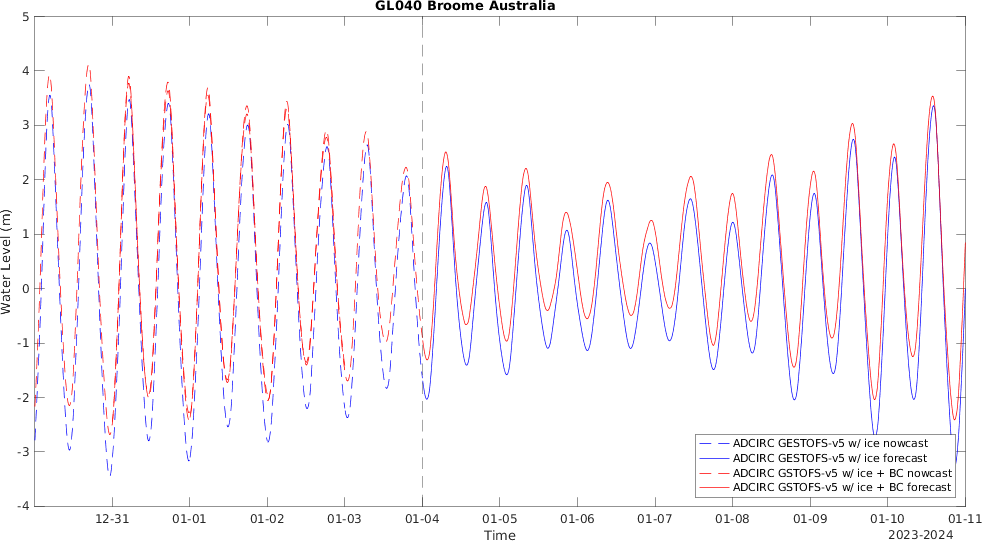 GL040 Broome Australia
5
4
3
2
1
0
-1
-2
-3
-4
Water Level (m)
ADCIRC GESTOFS-v5 w/ ice nowcast
ADCIRC GESTOFS-v5 w/ ice forecast
ADCIRC GSTOFS-v5 w/ ice + BC nowcast
ADCIRC GSTOFS-v5 w/ ice + BC forecast
12-31 01-01 01-02 01-03 01-04 01-05 01-06 01-07 01-08 01-09 01-10 01-11
Time
2023-2024